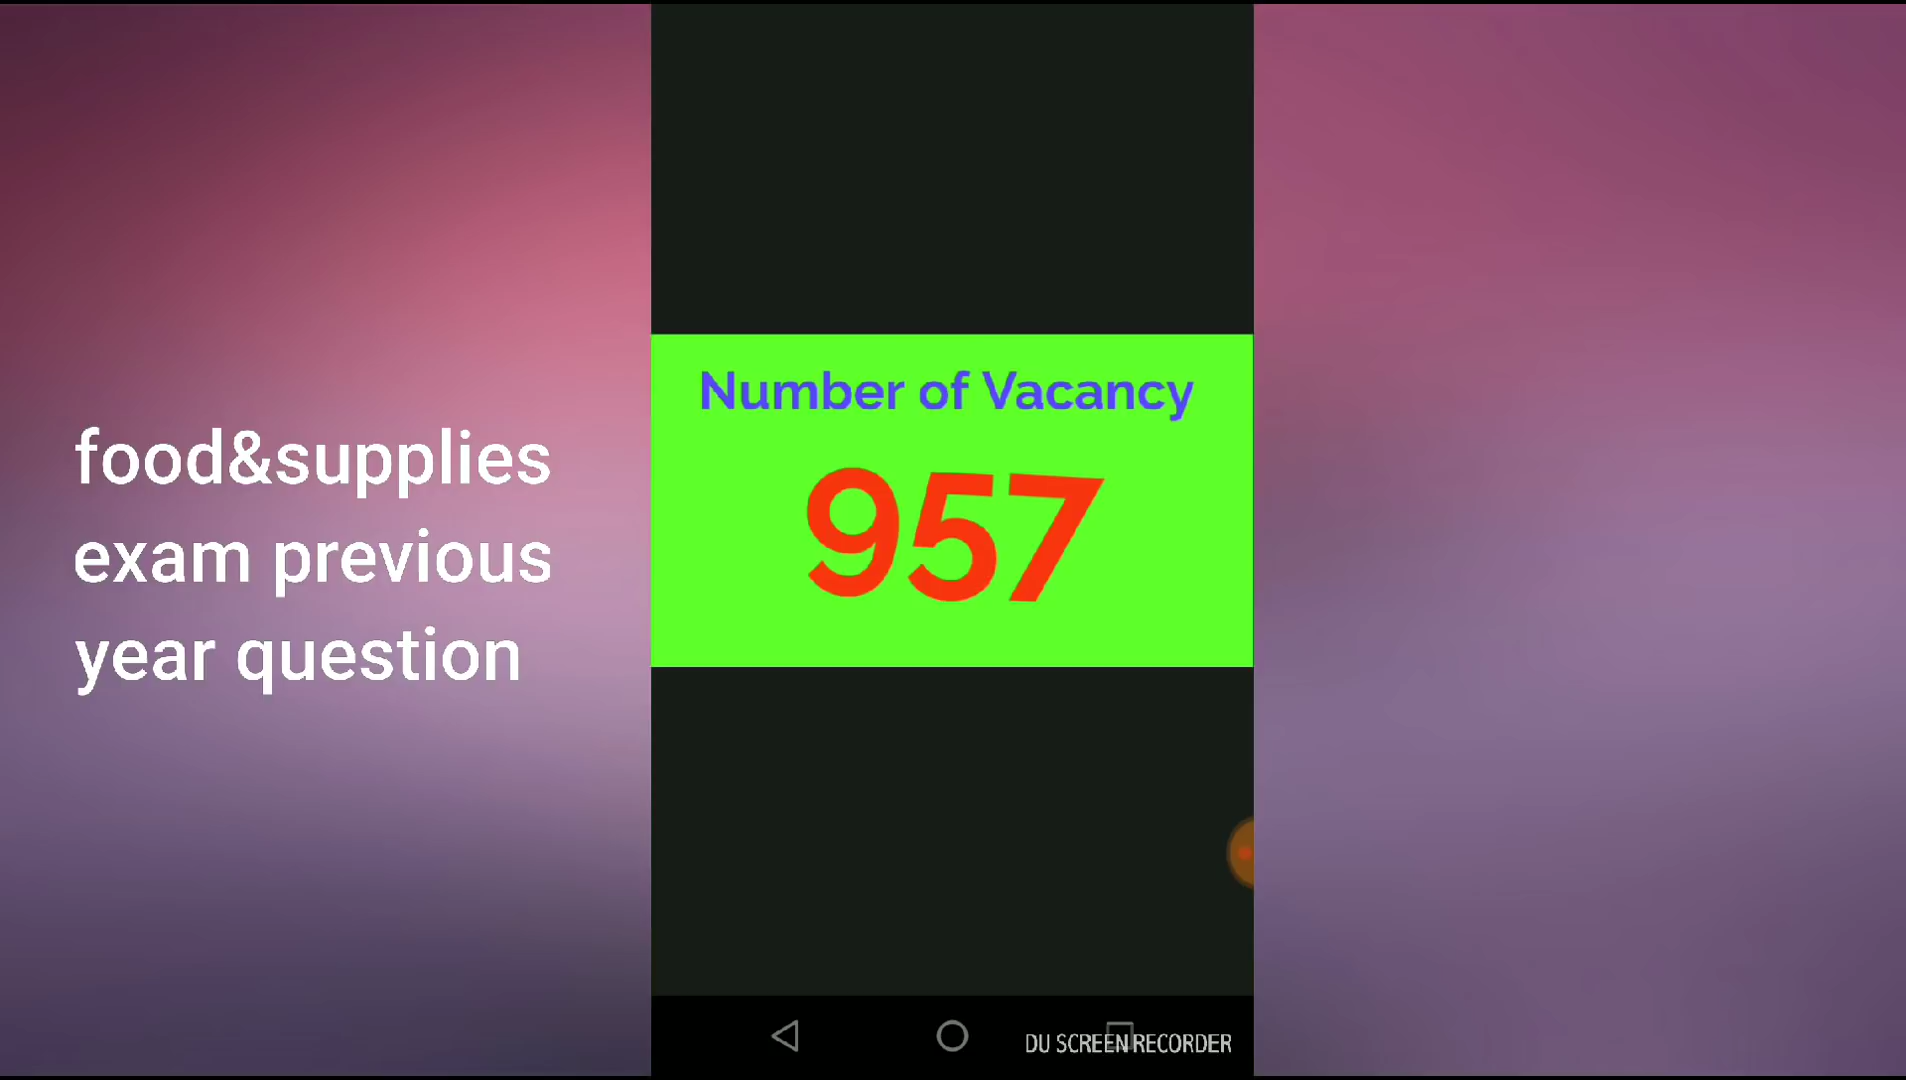 food&supplies
exam previous
year question
Number of Vacancy
957
DU SCREEN RECORDER